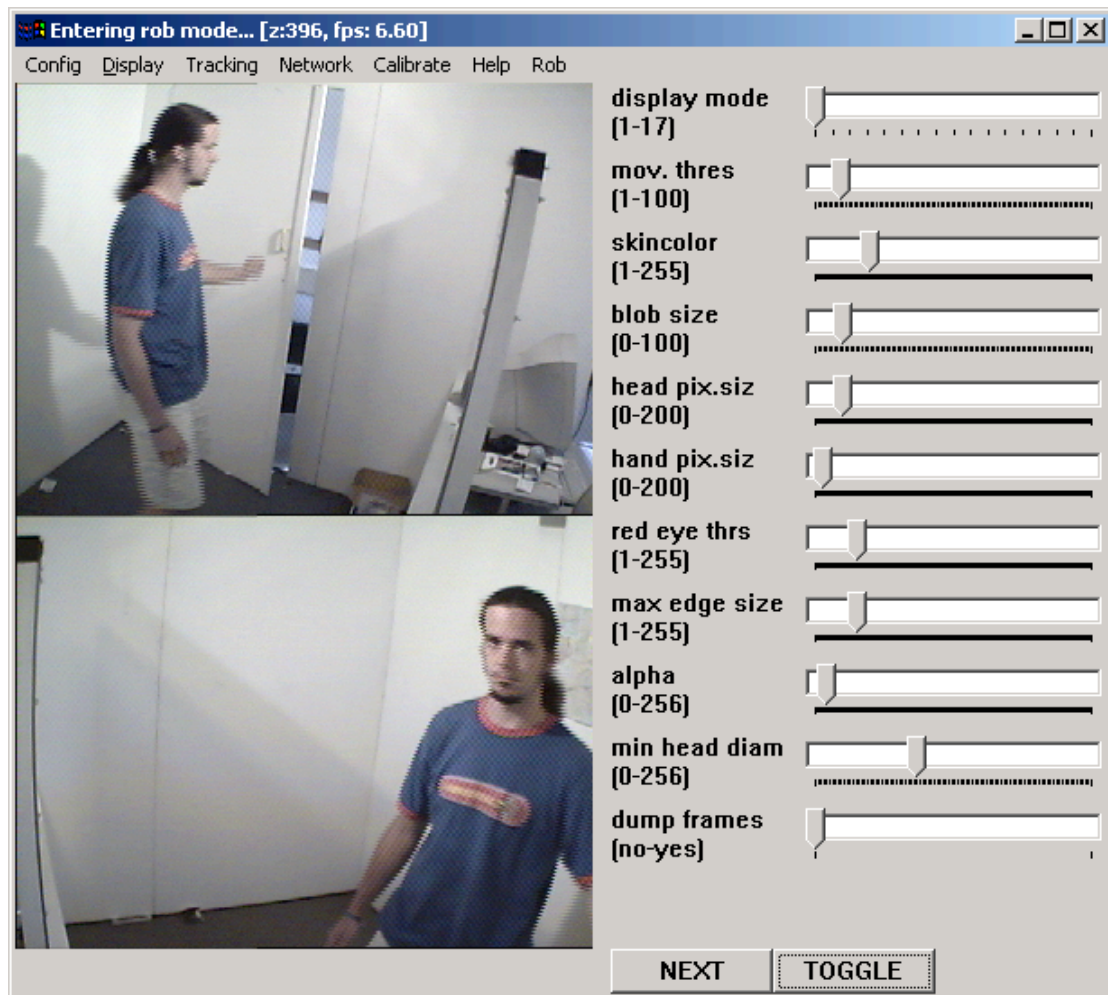 Entering rob mode... [z:396, fps: 6.60]
Config Display Tracking Network Calibrate Help Rob
display mode
(1-17)
mov. thres
(1-100)
skincolor
(1-255)
blob size
(0-100)
head pix.siz
(0-200)
hand pix.siz
(0-200)
red eye thrs
(1-255)
max edge size
(1-255)
alpha
(0-256)
min head diam
(0-256)
dump frames
(no-yes)
NEXT TOGGLE